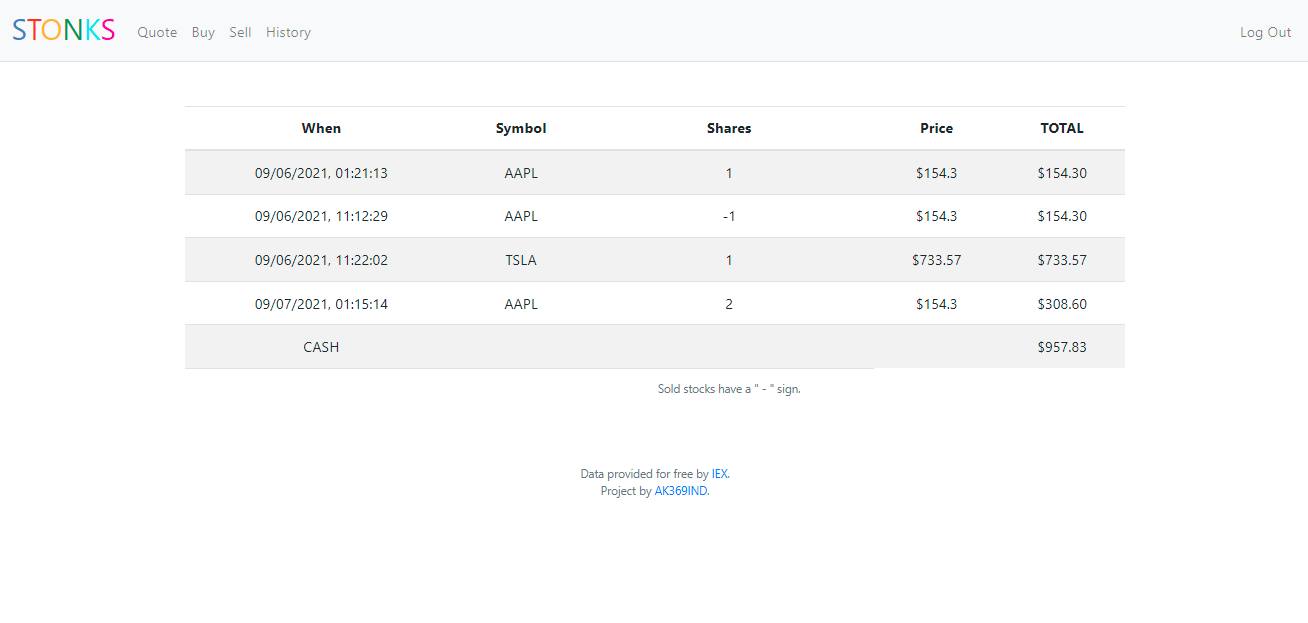 STONKS Quote Buy Sell History Log Out
When Symbol Shares Price TOTAL
09/06/2021, 01:21:13 AAPL 1 $154.3 $154.30
09/06/2021, 11:12:29 AAPL -1 $154.3 $154.30
09/06/2021, 11:22:02 TSLA 1 $733.57 $733.57
09/07/2021, 01:15:14 AAPL 2 $154.3 $308.60
CASH $957.83
Sold stocks have a " - " sign.
Data provided for free by IEX.
Project by AK369IND.